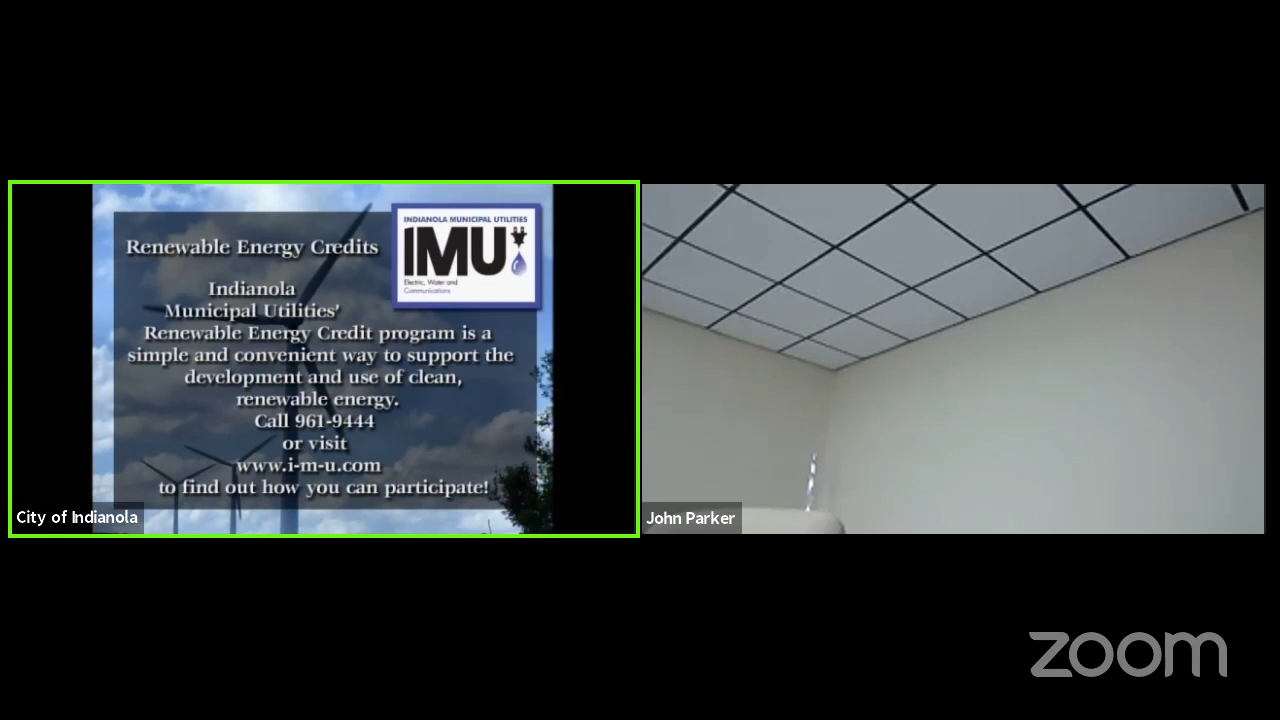 Renewable Energy Credits
INDIANOLA MUNICIPAL UTILITIES
IMU
Electric, Water and
Communications
Indianola
Municipal Utilities'
Renewable Energy Credit program is a
simple and convenient way to support the
development and use of clean,
renewable energy.
Call 961-9444
or visit
www.i-m-u.com
to find out how you can participate!
City of Indianola
John Parker
zoom